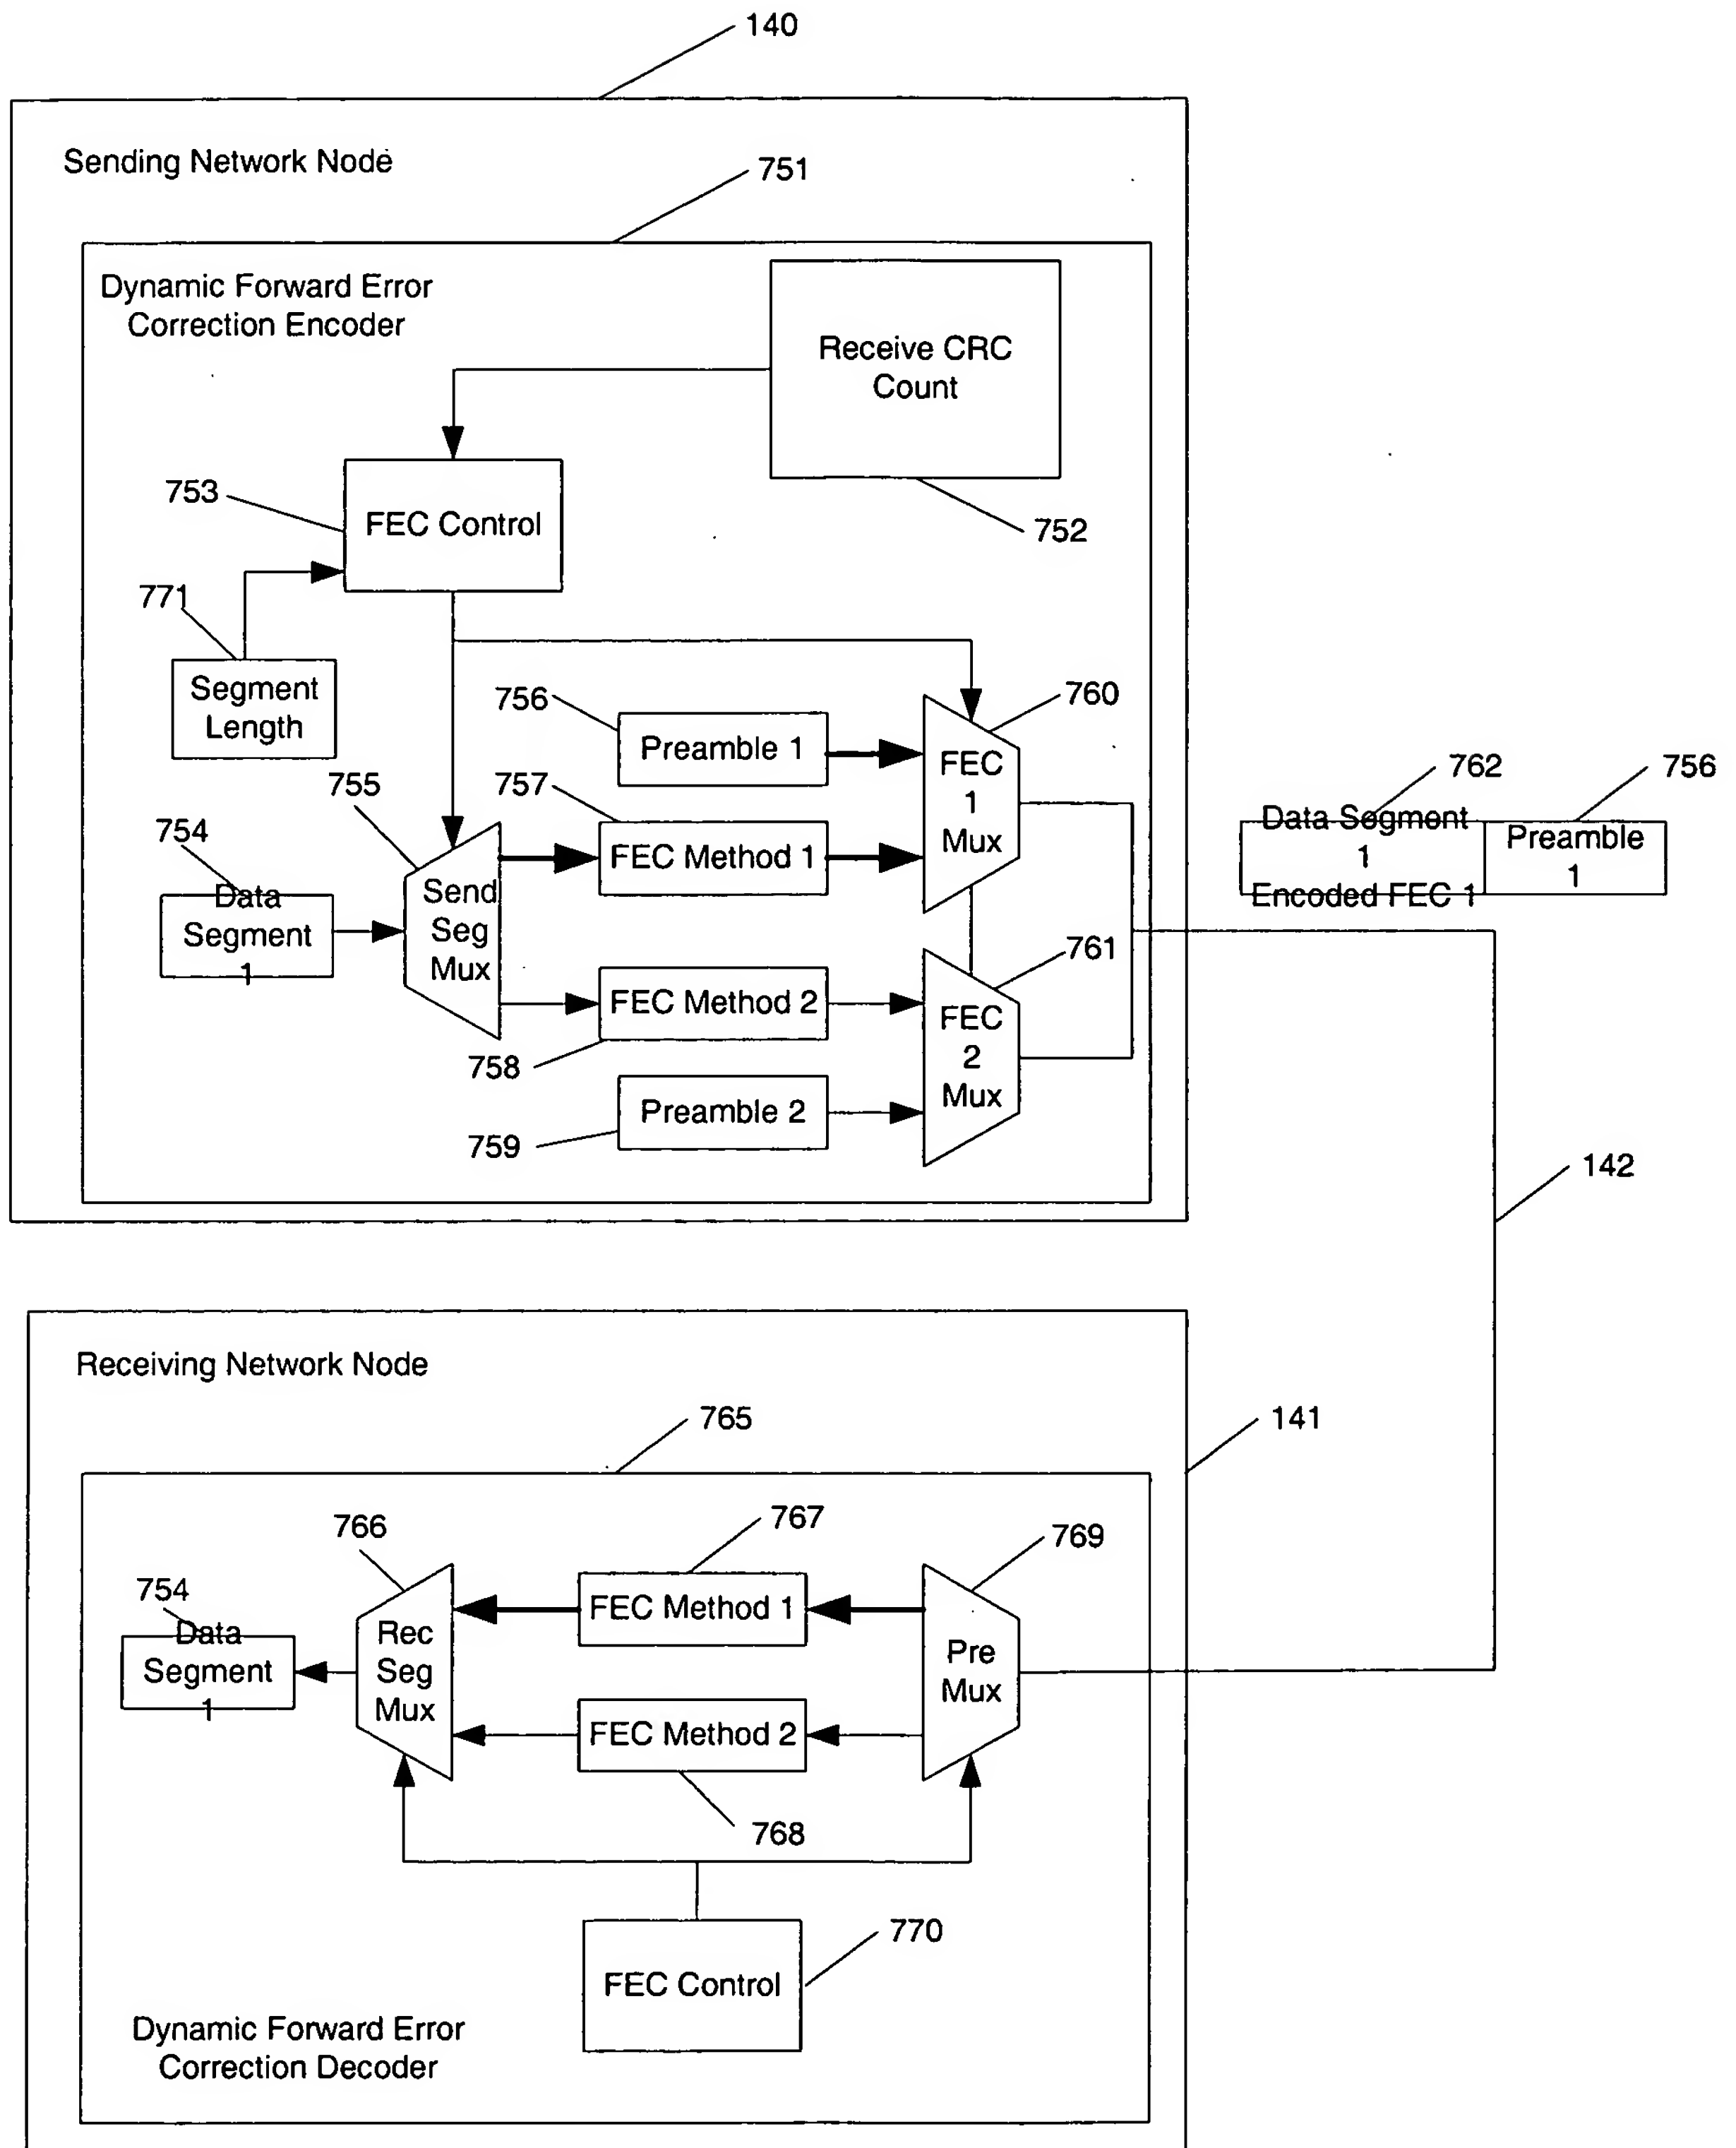 140
Sending Network Node
751
Dynamic Forward Error
Correction Encoder
Receive CRC
Count
753
FEC Control
752
771
Segment
Length
756
Preamble 1
760
FEC
1
Mux
762
756
755
757
Data Segment
1
Encoded FEC 1
Preamble
1
754
FEC Method 1
Data
Segment
1
Send
Seg
Mux
761
FEC Method 2
FEC
2
Mux
758
Preamble 2
759
142
Receiving Network Node
765
141
766
767
769
754
FEC Method 1
Data
Segment
1
Rec
Seg
Mux
Pre
Mux
FEC Method 2
768
770
FEC Control
Dynamic Forward Error
Correction Decoder